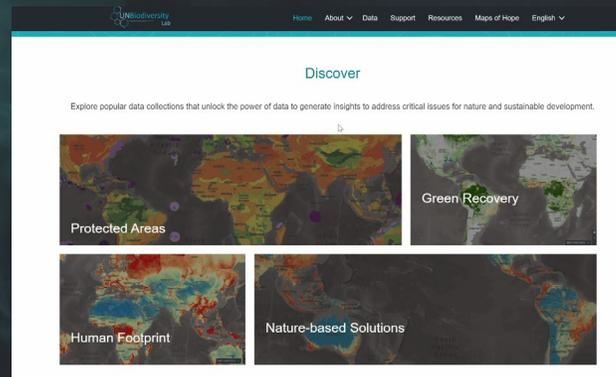 UNBiodiversity
Lab
Home About Data Support Resources Maps of Hope English
Discover
Explore popular data collections that unlock the power of data to generate insights to address critical issues for nature and sustainable development.
Protected Areas
Green Recovery
Human Footprint
Nature-based Solutions